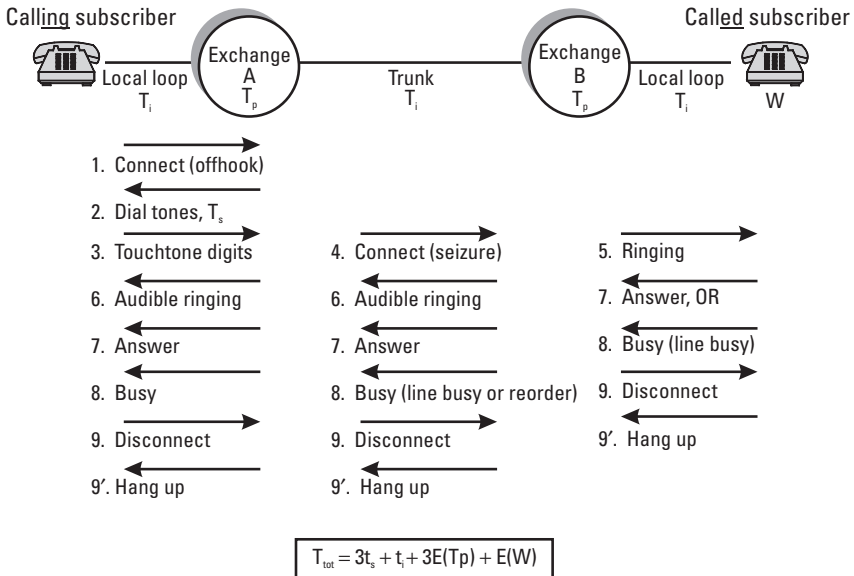 Calling subscriber
Called subscriber
Exchange
A
Tp
Exchange
B
Tp
Local loop
Ti
Trunk
Ti
Local loop
Ti
W
1. Connect (offhook)
2. Dial tones, Ts
3. Touchtone digits
4. Connect (seizure)
5. Ringing
6. Audible ringing
6. Audible ringing
7. Answer, OR
7. Answer
7. Answer
8. Busy (line busy)
8. Busy
8. Busy (line busy or reorder)
9. Disconnect
9. Disconnect
9. Disconnect
9′. Hang up
9′. Hang up
9′. Hang up
Ttot = 3ts + ti + 3E(Tp) + E(W)